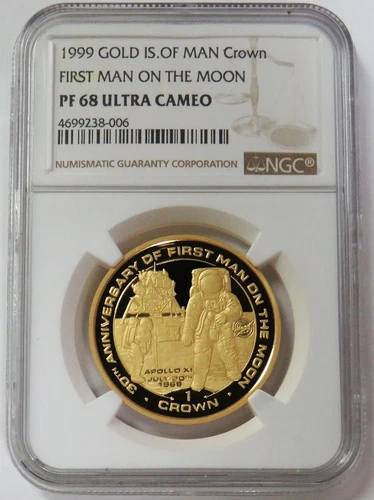 1999 GOLD IS.OF MAN Crown
FIRST MAN ON THE MOON
PF 68 ULTRA CAMEO
4699238-006
NUMISMATIC GUARANTY CORPORATION
NGC®
30TH ANNIVERSARY OF FIRST MAN ON THE MOON
APOLLO XI
JULY 20TH
1969
1
CROWN